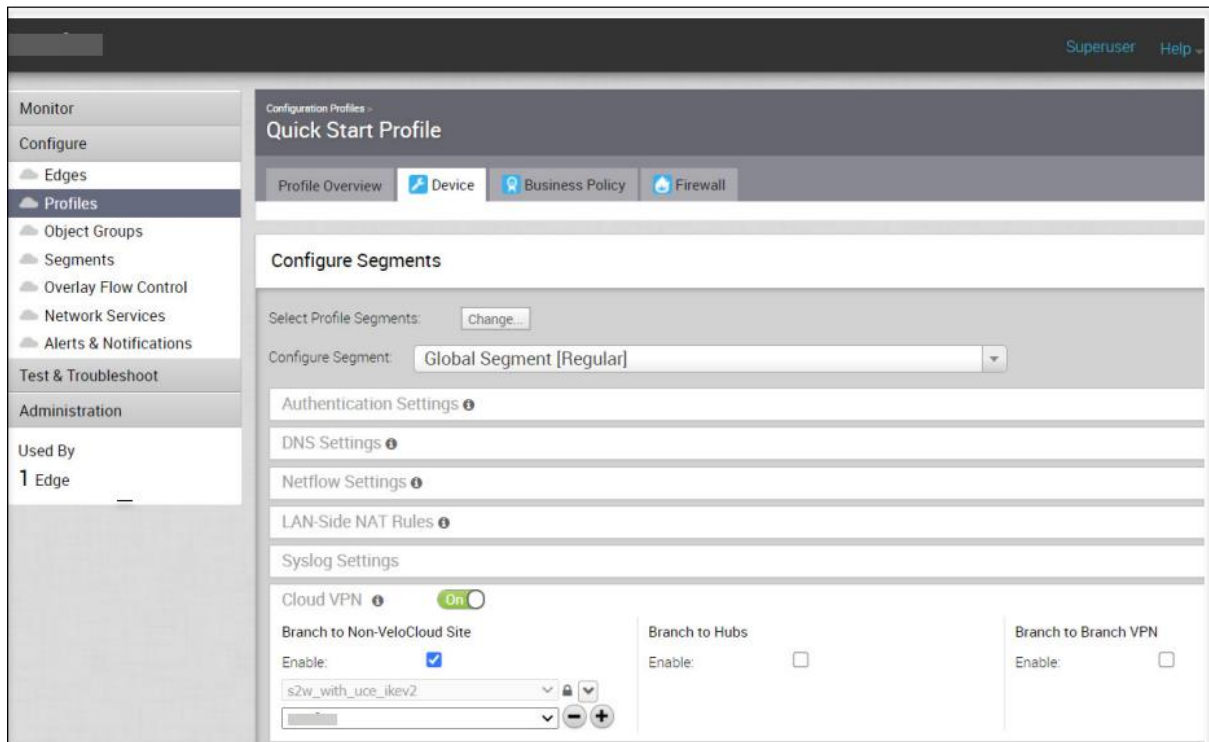 Superuser Help
Monitor
Configure
Edges
Profiles
Object Groups
Segments
Overlay Flow Control
Network Services
Alerts & Notifications
Test & Troubleshoot
Administration
Used By
1 Edge
Configuration Profiles >
Quick Start Profile
Profile Overview Device Business Policy Firewall
Configure Segments
Select Profile Segments: Change...
Configure Segment: Global Segment [Regular]
Authentication Settings
DNS Settings
Netflow Settings
LAN-Side NAT Rules
Syslog Settings
Cloud VPN On
Branch to Non-VeloCloud Site Branch to Hubs Branch to Branch VPN
Enable: Enable: Enable:
s2w_with_uce_ikev2